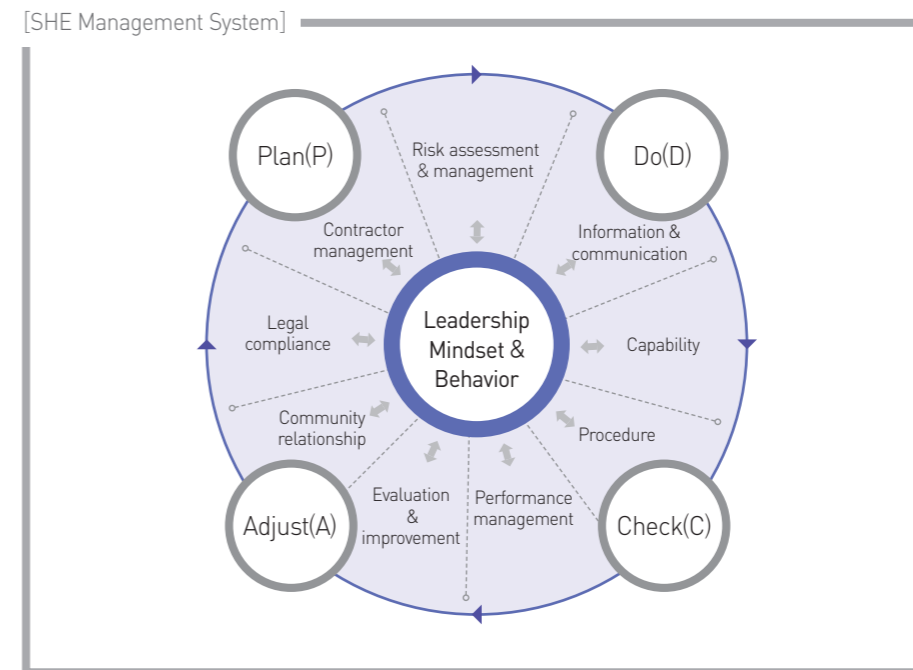 [SHE Management System]
Plan(P)
Do(D)
Risk assessment
& management
Contractor
management
Information &
communication
Legal
compliance
Leadership
Mindset &
Behavior
Capability
Community
relationship
Procedure
Evaluation
&
improvement
Performance
management
Adjust(A)
Check(C)